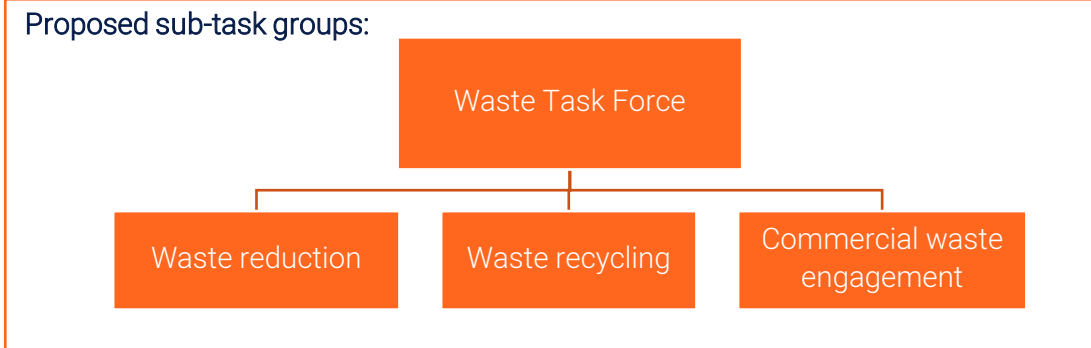 Proposed sub-task groups:
Waste Task Force
Waste reduction
Waste recycling
Commercial waste
engagement